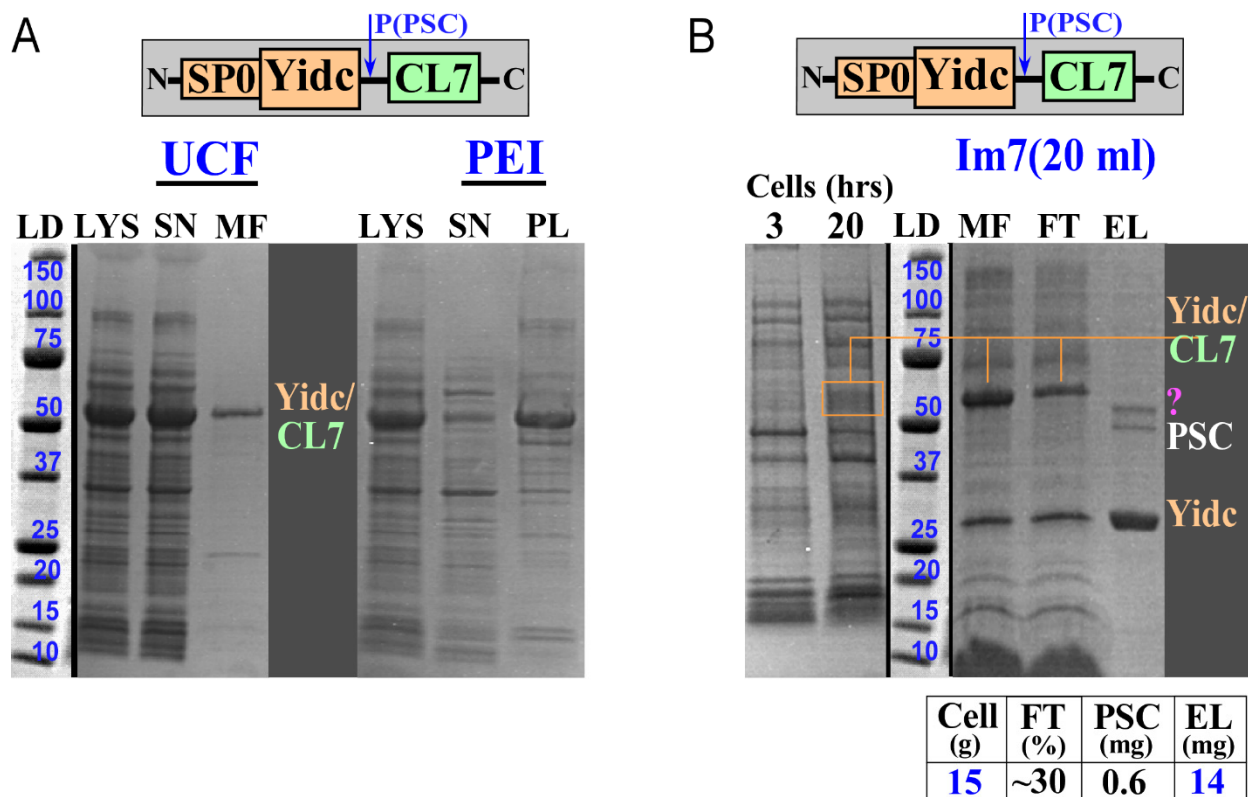 A
P(PSC)
N SP0 Yidc CL7 C
UCF
PEI
LD LYS SN MF
LYS SN PL
150
100
75
50
37
25
20
15
10
Yidc/
CL7
B
P(PSC)
N SP0 Yidc CL7 C
Im7(20 ml)
Cells (hrs)
3 20 LD MF FT EL
150
100
75
50
37
25
20
15
10
Yidc/
CL7
?
PSC
Yidc
Cell FT PSC EL
(g) (%) (mg) (mg)
15 ~30 0.6 14